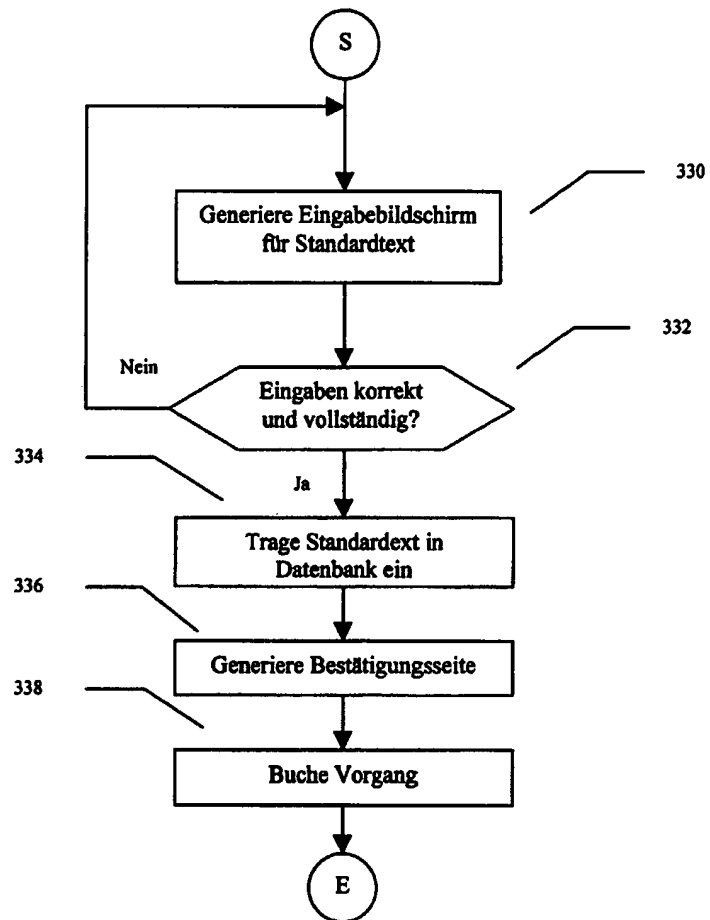 S
330
Generiere Eingabebildschirm
für Standardtext
332
Nein
Eingaben korrekt
und vollständig?
334
Ja
Trage Standardext in
Datenbank ein
336
Generiere Bestätigungsseite
338
Buche Vorgang
E